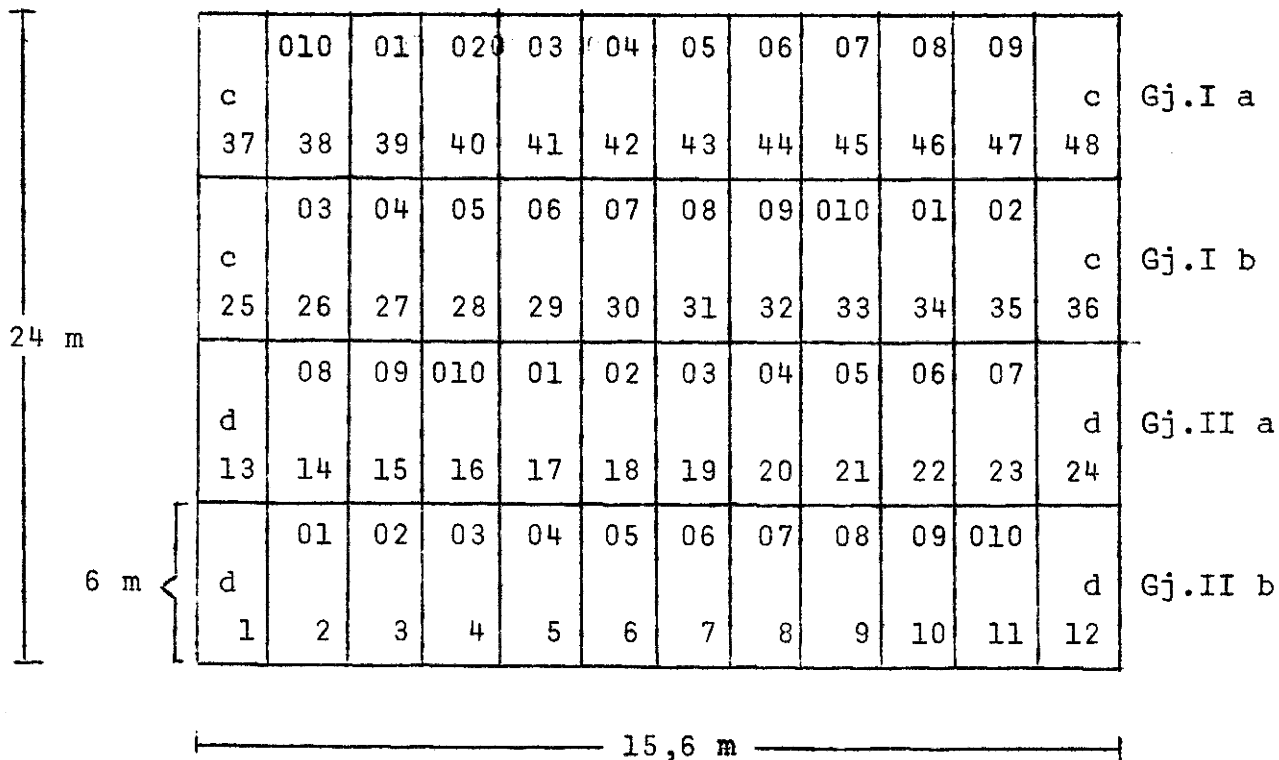 010 01 020 03 04 05 06 07 08 09
c c Gj.I a
37 38 39 40 41 42 43 44 45 46 47 48
03 04 05 06 07 08 09 010 01 02
c c Gj.I b
25 26 27 28 29 30 31 32 33 34 35 36
24 m
08 09 010 01 02 03 04 05 06 07
d d Gj.II a
13 14 15 16 17 18 19 20 21 22 23 24
01 02 03 04 05 06 07 08 09 010
6 m d d Gj.II b
1 2 3 4 5 6 7 8 9 10 11 12
15,6 m